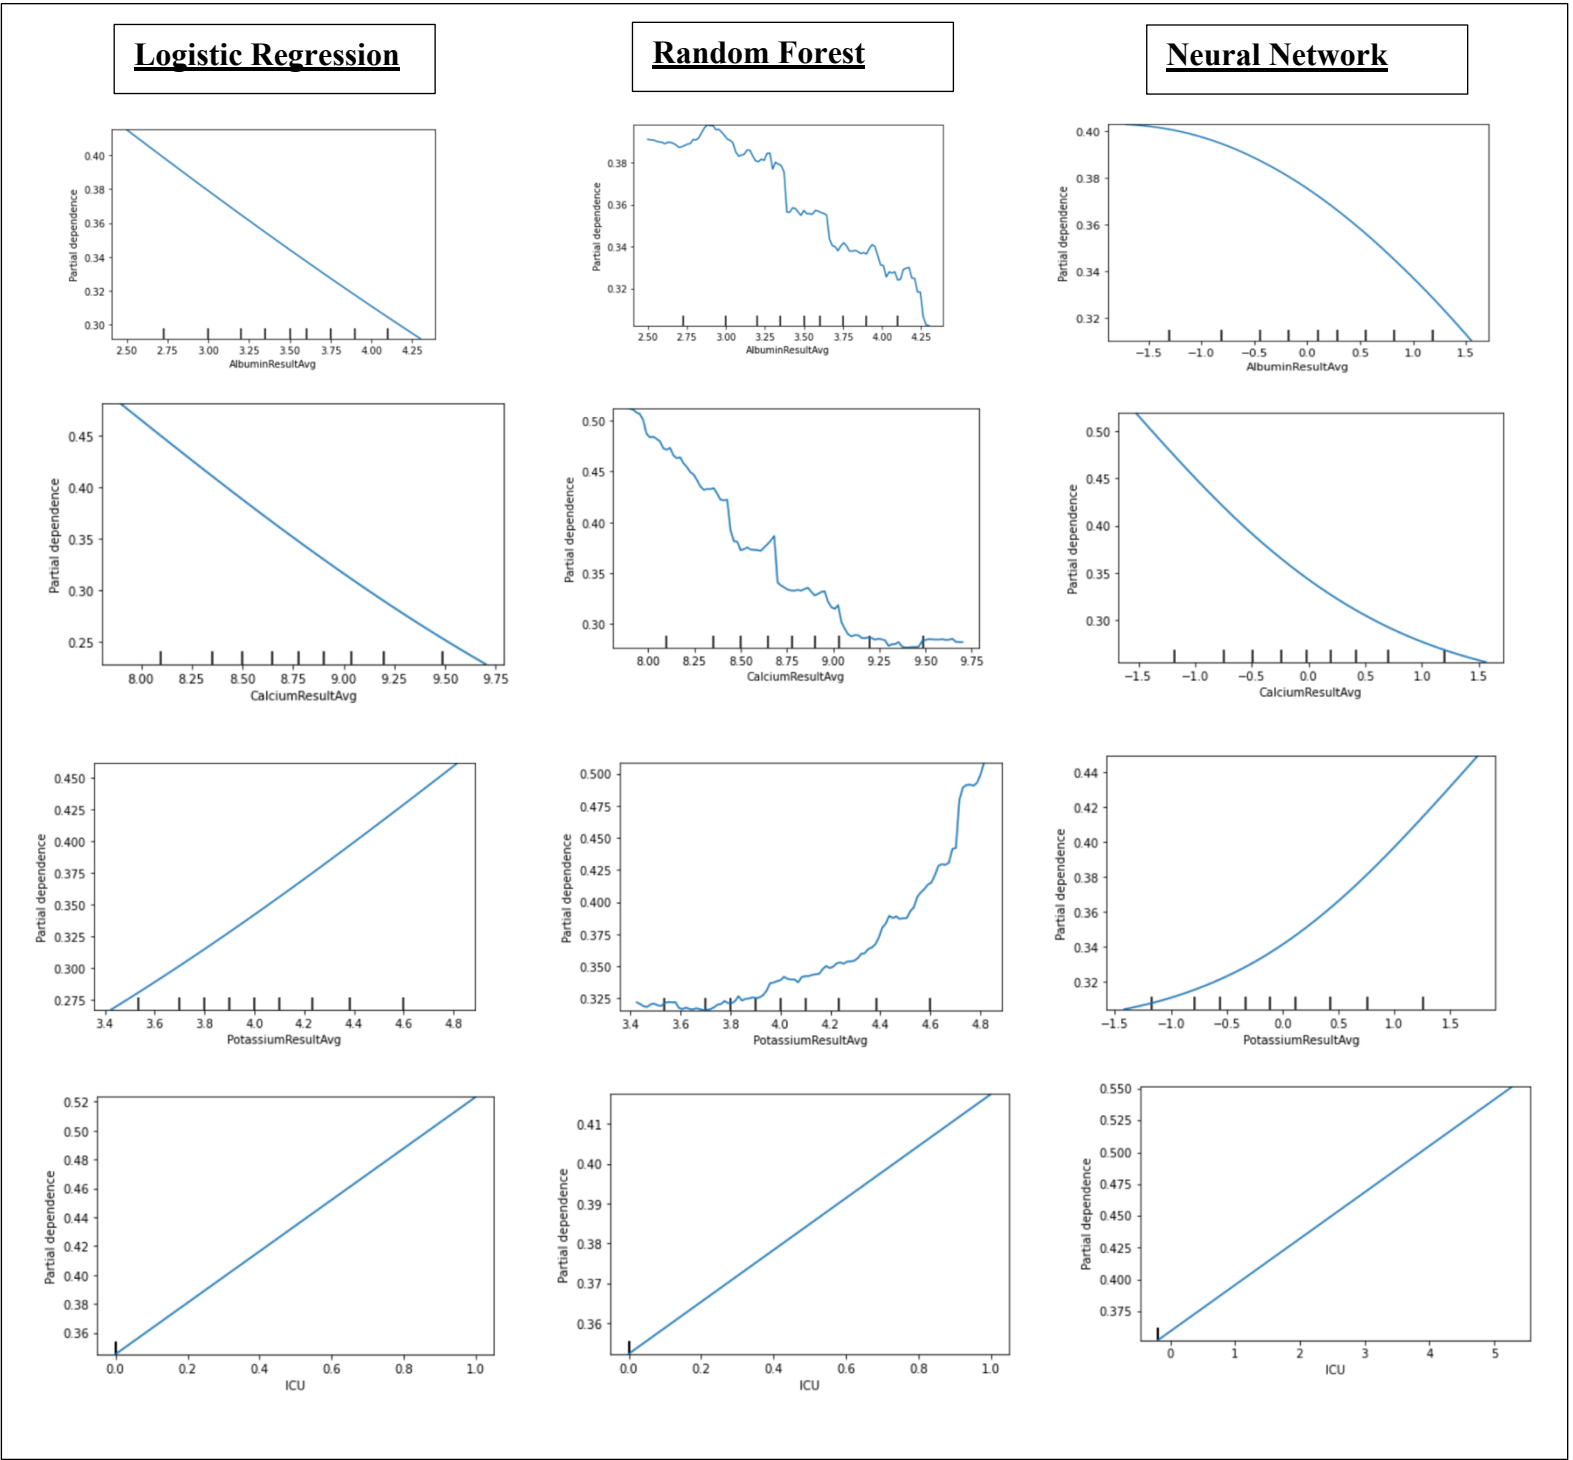 Logistic Regression
Random Forest
Neural Network
Partial dependence
0.40
0.38
0.36
0.34
0.32
0.30
2.50 2.75 3.00 3.25 3.50 3.75 4.00 4.25
AlbuminResultAvg
Partial dependence
0.38
0.36
0.34
0.32
2.50 2.75 3.00 3.25 3.50 3.75 4.00 4.25
AlbuminResultAvg
Partial dependence
0.40
0.38
0.36
0.34
0.32
−1.5 −1.0 −0.5 0.0 0.5 1.0 1.5
AlbuminResultAvg
Partial dependence
0.45
0.40
0.35
0.30
0.25
8.00 8.25 8.50 8.75 9.00 9.25 9.50 9.75
CalciumResultAvg
Partial dependence
0.50
0.45
0.40
0.35
0.30
8.00 8.25 8.50 8.75 9.00 9.25 9.50 9.75
CalciumResultAvg
Partial dependence
0.50
0.45
0.40
0.35
0.30
−1.5 −1.0 −0.5 0.0 0.5 1.0 1.5
CalciumResultAvg
Partial dependence
0.450
0.425
0.400
0.375
0.350
0.325
0.300
0.275
3.4 3.6 3.8 4.0 4.2 4.4 4.6 4.8
PotassiumResultAvg
Partial dependence
0.500
0.475
0.450
0.425
0.400
0.375
0.350
0.325
3.4 3.6 3.8 4.0 4.2 4.4 4.6 4.8
PotassiumResultAvg
Partial dependence
0.44
0.42
0.40
0.38
0.36
0.34
0.32
−1.5 −1.0 −0.5 0.0 0.5 1.0 1.5
PotassiumResultAvg
Partial dependence
0.52
0.50
0.48
0.46
0.44
0.42
0.40
0.38
0.36
0.0 0.2 0.4 0.6 0.8 1.0
ICU
Partial dependence
0.41
0.40
0.39
0.38
0.37
0.36
0.0 0.2 0.4 0.6 0.8 1.0
ICU
Partial dependence
0.550
0.525
0.500
0.475
0.450
0.425
0.400
0.375
0 1 2 3 4 5
ICU